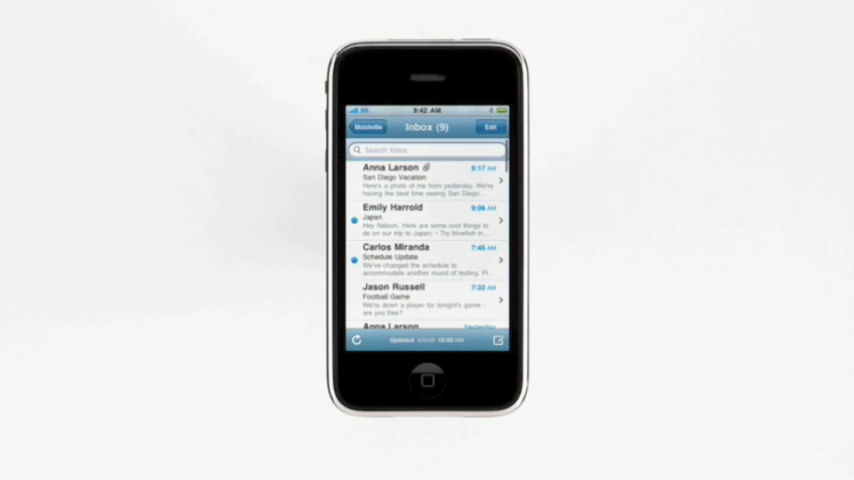 3G 9:42 AM
MobileMe Inbox (9) Edit
Search Inbox
Anna Larson 9:17 AM
San Diego Vacation
Here's a photo of me from yesterday. We're
having the best time seeing San Diego...
Emily Harrold 9:06 AM
Japan
Hey Nelson, Here are some cool things to
do on our trip to Japan: - Try blowfish in...
Carlos Miranda 7:45 AM
Schedule Update
We've changed the schedule to
accommodate another round of testing. Pl...
Jason Russell 7:32 AM
Football Game
We're down a player for tonight's game -
are you free?
Anna Larson Yesterday
Updated AM